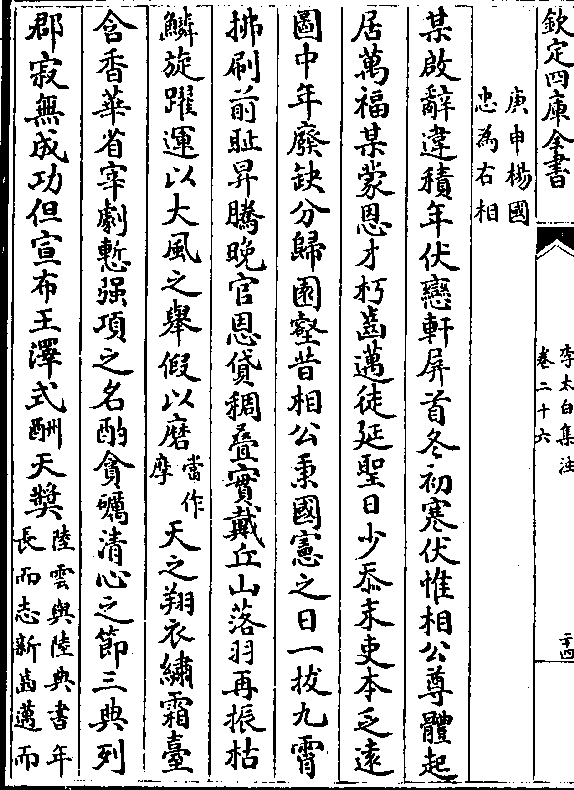 欽定四庫全書
李太白集注
卷二十六
二十四
庚申楊國
忠為右相
某啟辭違積年伏戀軒屏首冬初寒伏惟相公尊體起
居萬福某蒙恩才朽齒邁徒延聖日少忝末吏本乏遠
圖中年廢缺分歸園壑昔相公秉國憲之日一拔九霄
拂刷前恥昇騰晚官恩貸稠疊實戴丘山落羽再振枯
鱗旋躍運以大風之舉假以磨當作
摩天之翔衣繡霜臺
含香華省宰劇慙强項之名酌貪礪清心之節三典列
郡寂無成功但宣布王澤式酬天奬陸雲與陸典書年
長而志新齒邁而